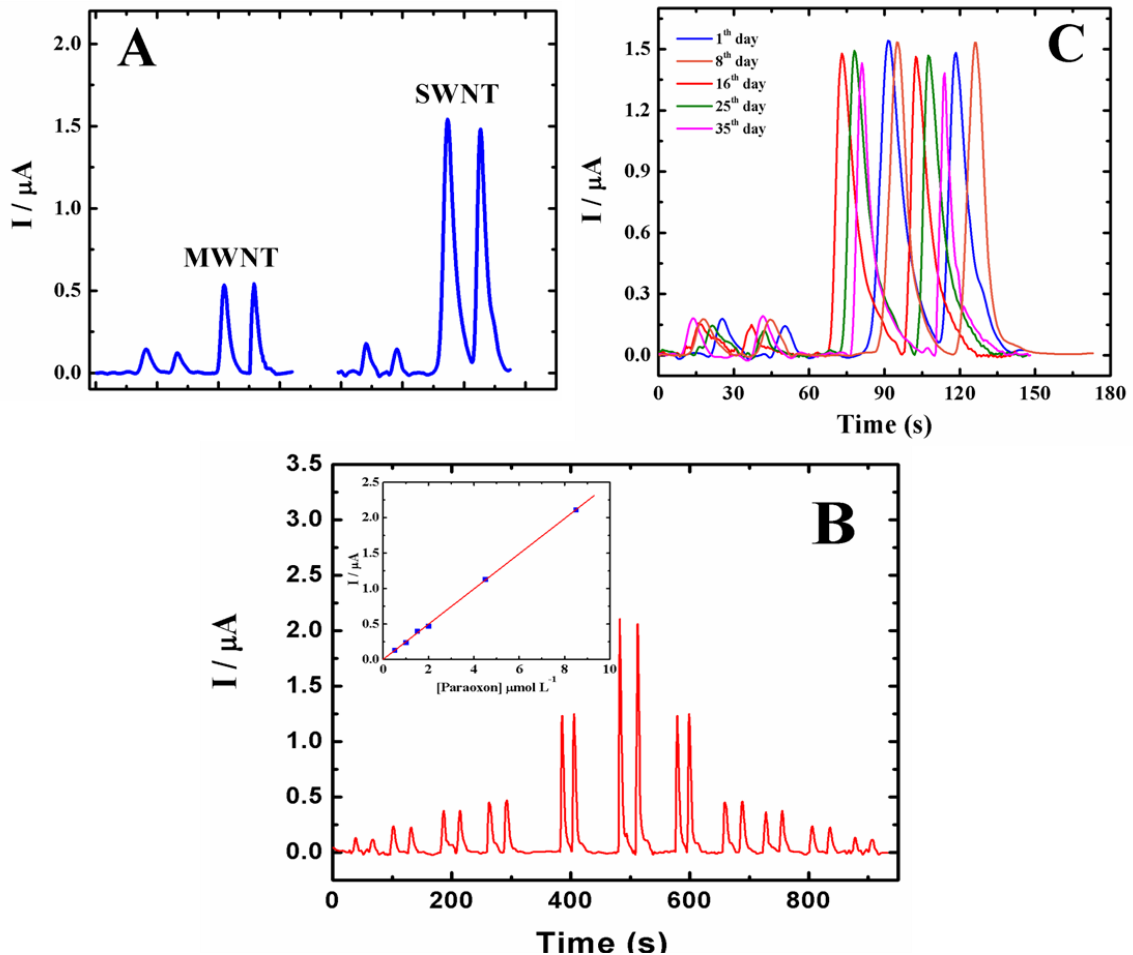 A
2.0
1.5
1.0
0.5
0.0
I / μA
MWNT
SWNT
C
1th day
8th day
16th day
25th day
35th day
1.5
1.2
0.9
0.6
0.3
0.0
I / μA
0 30 60 90 120 150 180
Time (s)
B
3.5
3.0
2.5
2.0
1.5
1.0
0.5
0.0
I / μA
0 200 400 600 800
Time (s)
2.5
2.0
1.5
1.0
0.5
0.0
I / μA
0 2 4 6 8 10
[Paraoxon] μmol L-1